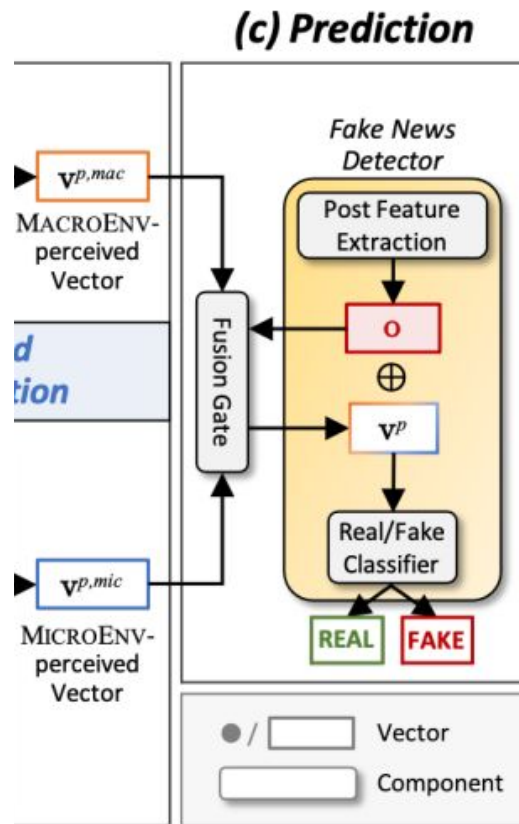 (c) Prediction
Fake News
Detector
Post Feature
Extraction
v^{p,mac}
MACROENV-
perceived
Vector
o
Fusion Gate
⊕
v^p
d
tion
Real/Fake
Classifier
v^{p,mic}
MICROENV-
perceived
Vector
REAL
FAKE
/
Vector
Component